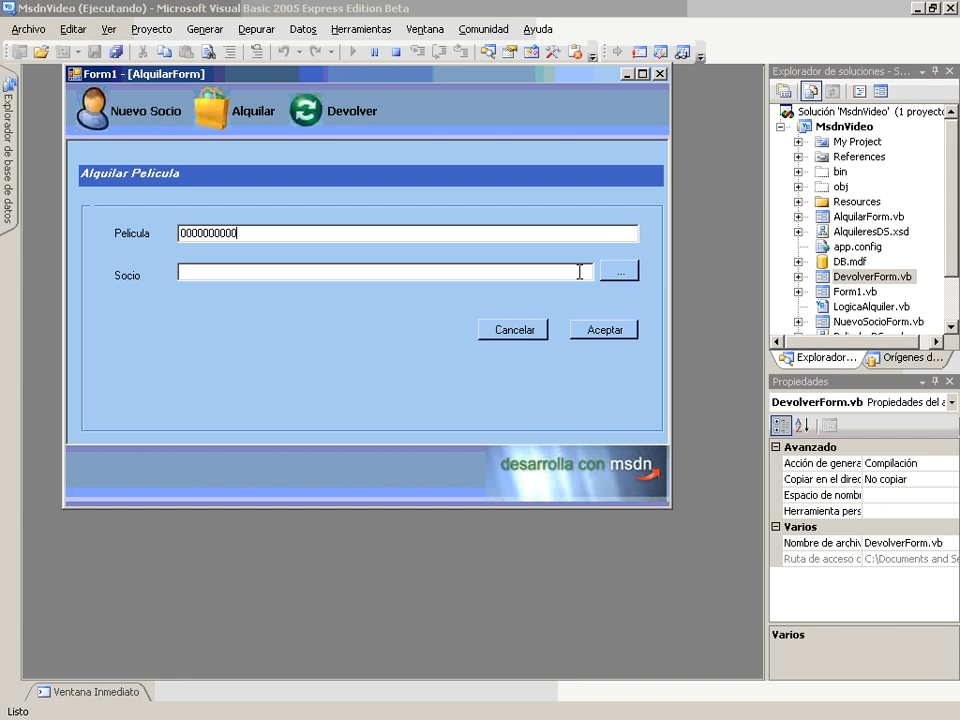 MsdnVideo (Ejecutando) - Microsoft Visual Basic 2005 Express Edition Beta
Archivo Editar Ver Proyecto Generar Depurar Datos Herramientas Ventana Comunidad Ayuda
Explorador de base de datos
Form1 - [AlquilarForm]
Nuevo Socio Alquilar Devolver
Alquilar Pelicula
Pelicula 0000000000
Socio ...
Cancelar Aceptar
desarrolla con msdn
Explorador de soluciones - S...
Solución 'MsdnVideo' (1 proyecto
MsdnVideo
My Project
References
bin
obj
Resources
AlquilarForm.vb
AlquileresDS.xsd
app.config
DB.mdf
DevolverForm.vb
Form1.vb
LogicaAlquiler.vb
NuevoSocioForm.vb
Explorador... Orígenes d...
Propiedades
DevolverForm.vb Propiedades del a
Avanzado
Acción de genera Compilación
Copiar en el direc No copiar
Espacio de nomb
Herramienta pers
Varios
Nombre de archiv DevolverForm.vb
Ruta de acceso c C:\Documents and Se
Varios
Ventana Inmediato
Listo